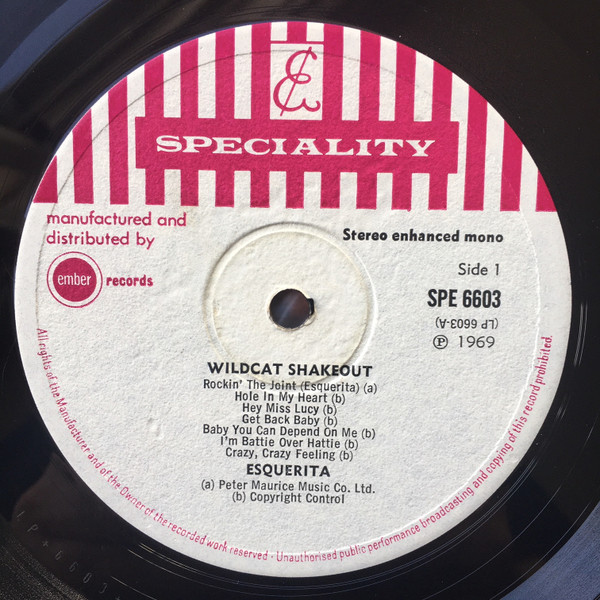 SPECIALITY
manufactured and
distributed by
ember records
Stereo enhanced mono
Side 1
SPE 6603
(LP 6603-A)
℗ 1969
WILDCAT SHAKEOUT
Rockin' The Joint (Esquerita) (a)
Hole In My Heart (b)
Hey Miss Lucy (b)
Get Back Baby (b)
Baby You Can Depend On Me (b)
I'm Battie Over Hattie (b)
Crazy, Crazy Feeling (b)
ESQUERITA
(a) Peter Maurice Music Co. Ltd.
(b) Copyright Control
All rights of the Manufacturer and of the Owner of the recorded work reserved - Unauthorised public performance broadcasting and copying of this record prohibited.